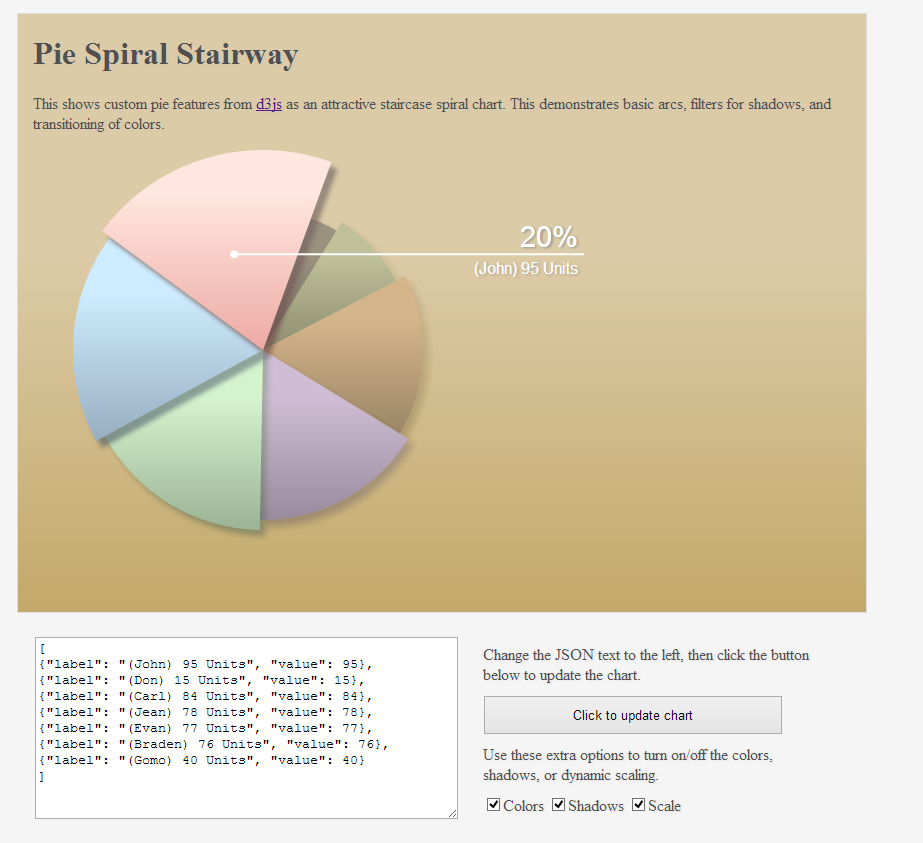 Pie Spiral Stairway
This shows custom pie features from d3js as an attractive staircase spiral chart. This demonstrates basic arcs, filters for shadows, and
transitioning of colors.
20%
(John) 95 Units
[
{"label": "(John) 95 Units", "value": 95},
{"label": "(Don) 15 Units", "value": 15},
{"label": "(Carl) 84 Units", "value": 84},
{"label": "(Jean) 78 Units", "value": 78},
{"label": "(Evan) 77 Units", "value": 77},
{"label": "(Braden) 76 Units", "value": 76},
{"label": "(Gomo) 40 Units", "value": 40}
]
Change the JSON text to the left, then click the button
below to update the chart.
Click to update chart
Use these extra options to turn on/off the colors,
shadows, or dynamic scaling.
Colors Shadows Scale